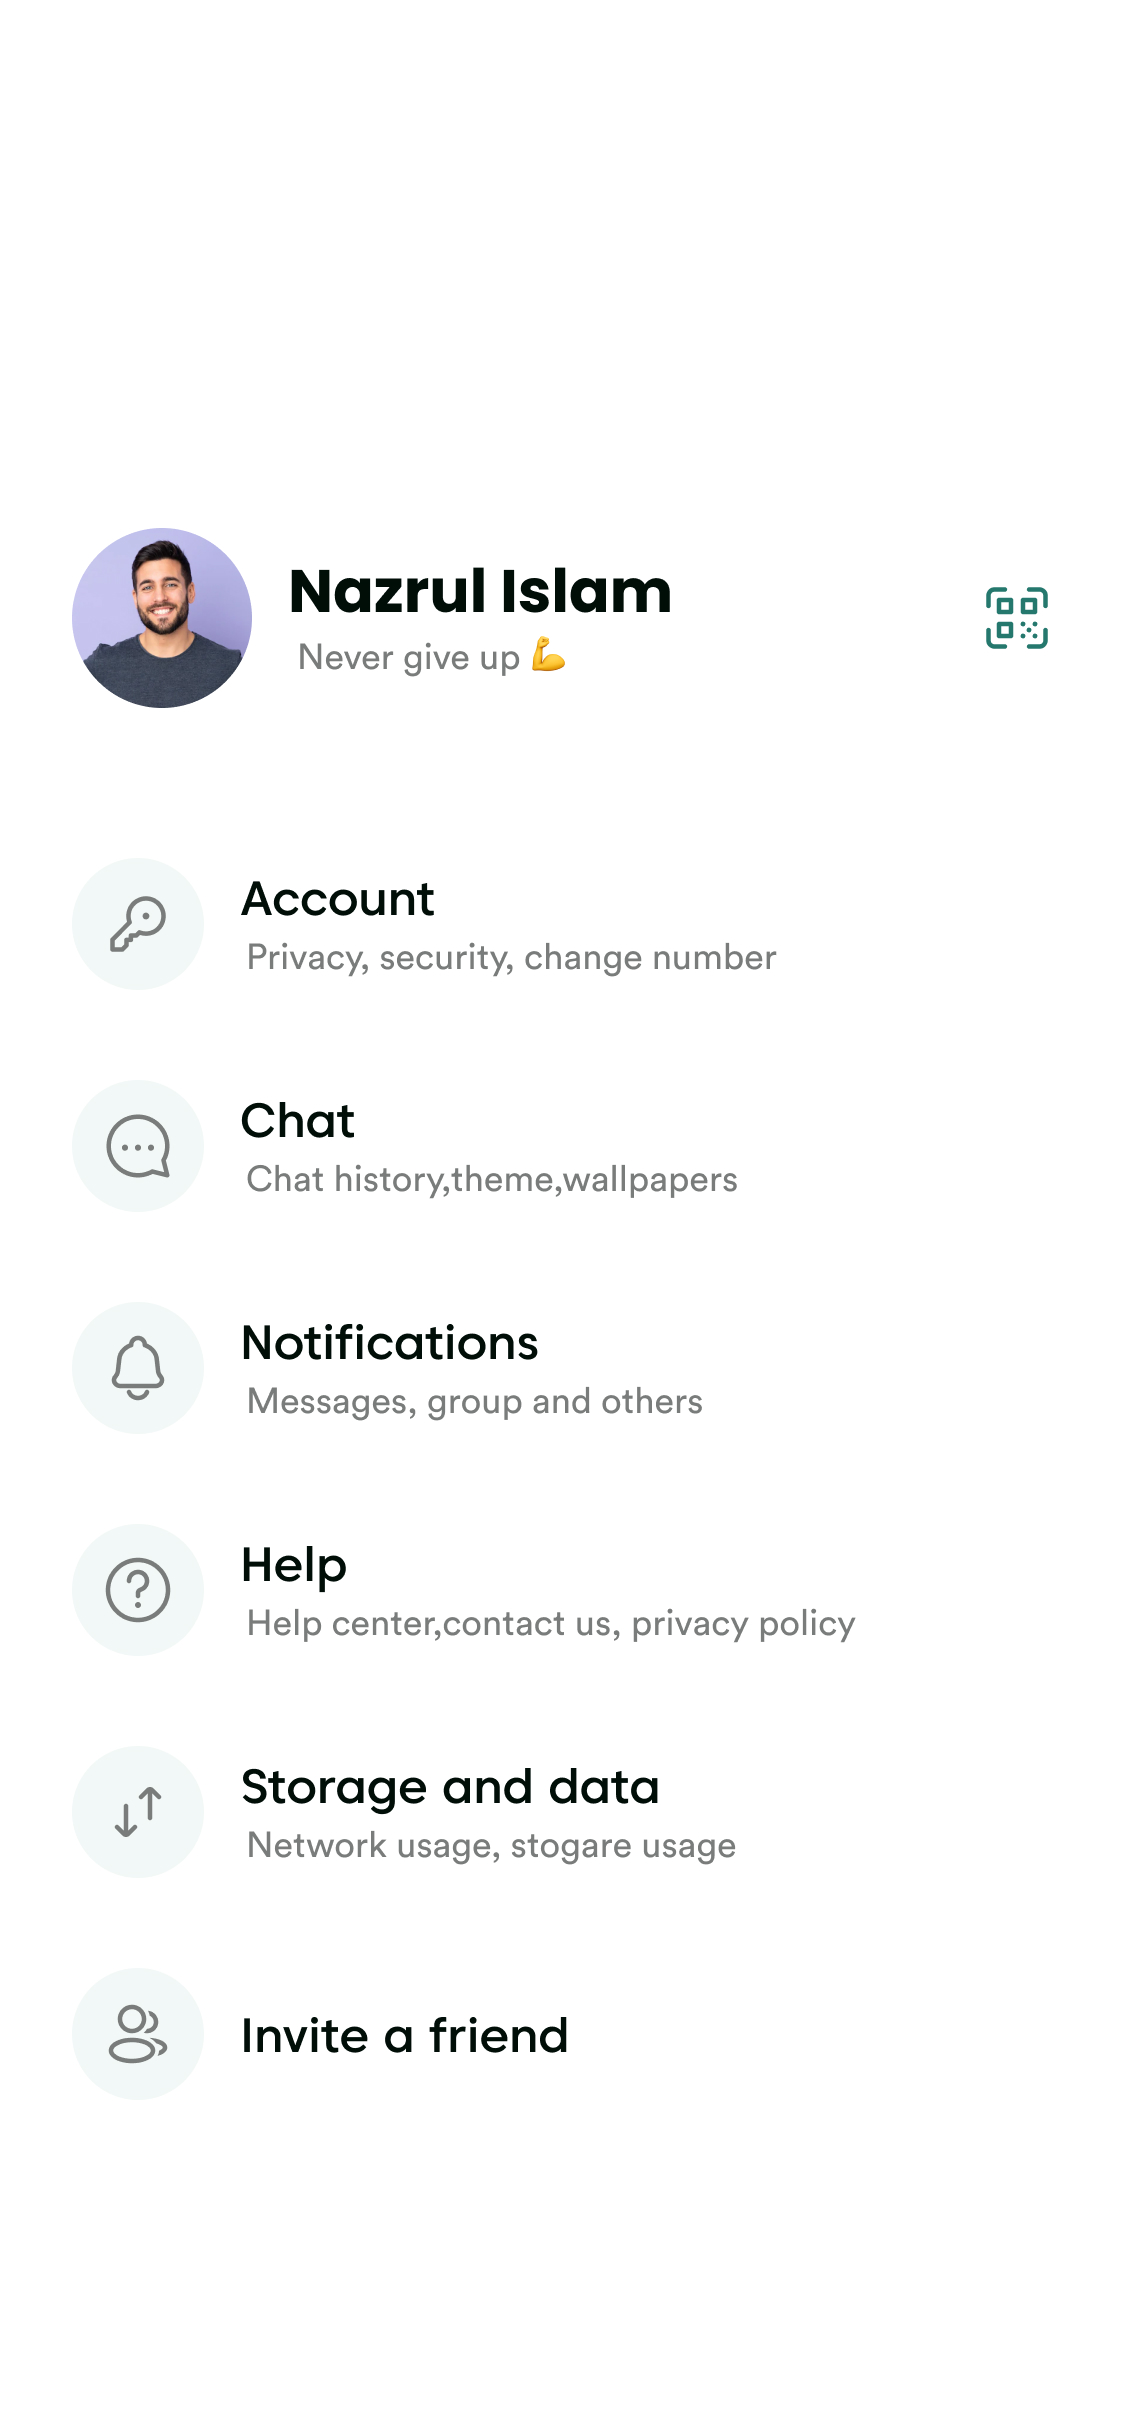 Nazrul Islam
Never give up 💪
Account
Privacy, security, change number
Chat
Chat history,theme,wallpapers
Notifications
Messages, group and others
Help
Help center,contact us, privacy policy
Storage and data
Network usage, stogare usage
Invite a friend